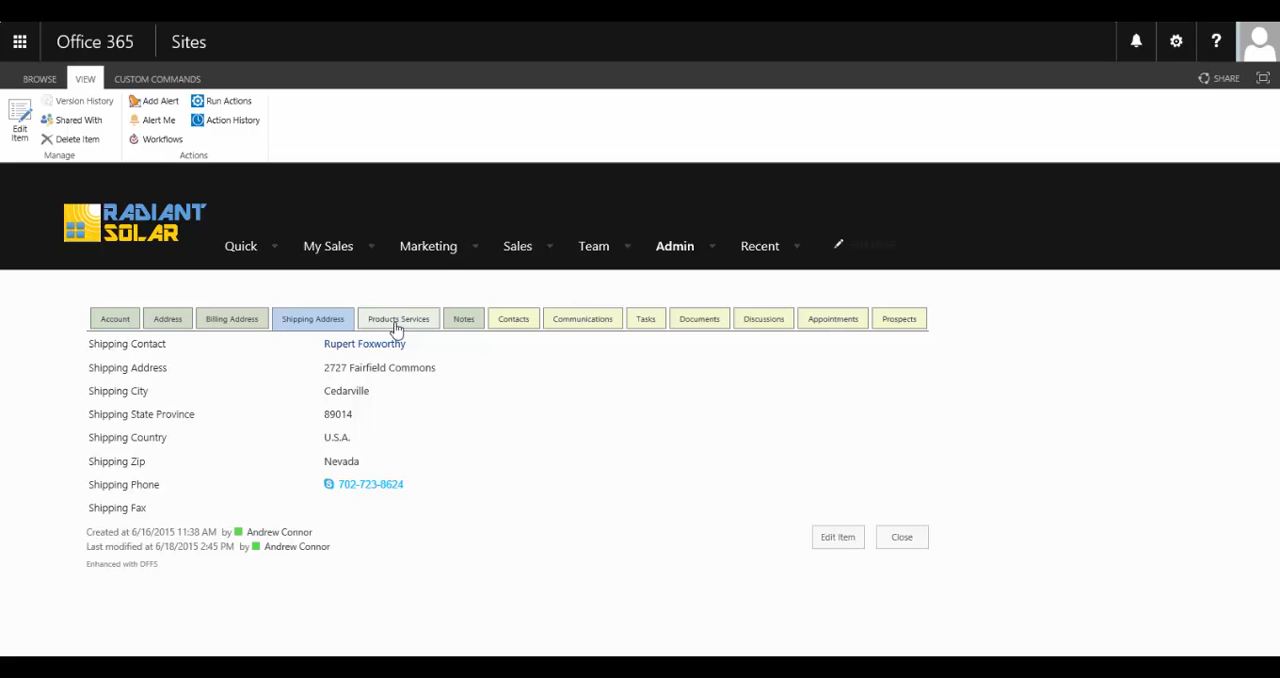 Office 365 Sites
BROWSE VIEW CUSTOM COMMANDS SHARE
Edit Item
Version History
Shared With
Delete Item
Manage
Add Alert
Alert Me
Workflows
Run Actions
Action History
Actions
RADIANT
SOLAR
Quick My Sales Marketing Sales Team Admin Recent
Account Address Billing Address Shipping Address Products Services Notes Contacts Communications Tasks Documents Discussions Appointments Prospects
Shipping Contact Rupert Foxworthy
Shipping Address 2727 Fairfield Commons
Shipping City Cedarville
Shipping State Province 89014
Shipping Country U.S.A.
Shipping Zip Nevada
Shipping Phone 702-723-8624
Shipping Fax
Created at 6/16/2015 11:38 AM by Andrew Connor
Last modified at 6/18/2015 2:45 PM by Andrew Connor
Edit Item Close
Enhanced with DFFS